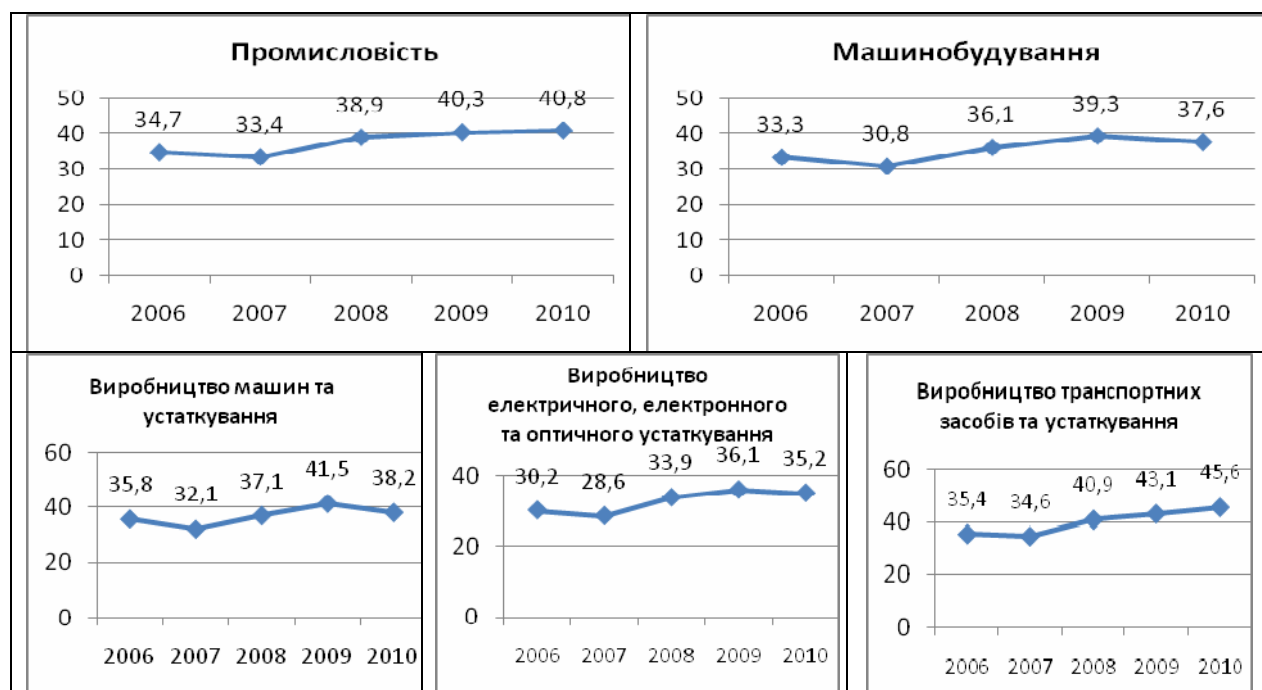 Промисловість
50
40
30
20
10
0
34,7 33,4 38,9 40,3 40,8
2006 2007 2008 2009 2010
Машинобудування
50
40
30
20
10
0
33,3 30,8 36,1 39,3 37,6
2006 2007 2008 2009 2010
Виробництво машин та
устаткування
60
40
20
0
35,8 32,1 37,1 41,5 38,2
2006 2007 2008 2009 2010
Виробництво
електричного, електронного
та оптичного устаткування
40
20
0
30,2 28,6 33,9 36,1 35,2
2006 2007 2008 2009 2010
Виробництво транспортних
засобів та устаткування
60
40
20
0
35,4 34,6 40,9 43,1 45,6
2006 2007 2008 2009 2010